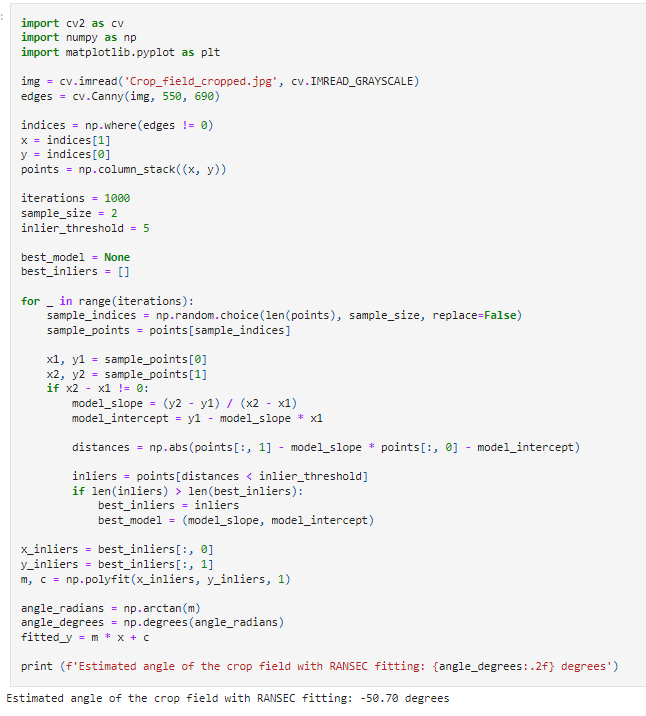 :
import cv2 as cv
import numpy as np
import matplotlib.pyplot as plt
img = cv.imread('Crop_field_cropped.jpg', cv.IMREAD_GRAYSCALE)
edges = cv.Canny(img, 550, 690)
indices = np.where(edges != 0)
x = indices[1]
y = indices[0]
points = np.column_stack((x, y))
iterations = 1000
sample_size = 2
inlier_threshold = 5
best_model = None
best_inliers = []
for _ in range(iterations):
    sample_indices = np.random.choice(len(points), sample_size, replace=False)
    sample_points = points[sample_indices]
    x1, y1 = sample_points[0]
    x2, y2 = sample_points[1]
    if x2 - x1 != 0:
        model_slope = (y2 - y1) / (x2 - x1)
        model_intercept = y1 - model_slope * x1
        distances = np.abs(points[:, 1] - model_slope * points[:, 0] - model_intercept)
        inliers = points[distances < inlier_threshold]
        if len(inliers) > len(best_inliers):
            best_inliers = inliers
            best_model = (model_slope, model_intercept)
x_inliers = best_inliers[:, 0]
y_inliers = best_inliers[:, 1]
m, c = np.polyfit(x_inliers, y_inliers, 1)
angle_radians = np.arctan(m)
angle_degrees = np.degrees(angle_radians)
fitted_y = m * x + c
print (f'Estimated angle of the crop field with RANSEC fitting: {angle_degrees:.2f} degrees')
Estimated angle of the crop field with RANSEC fitting: -50.70 degrees